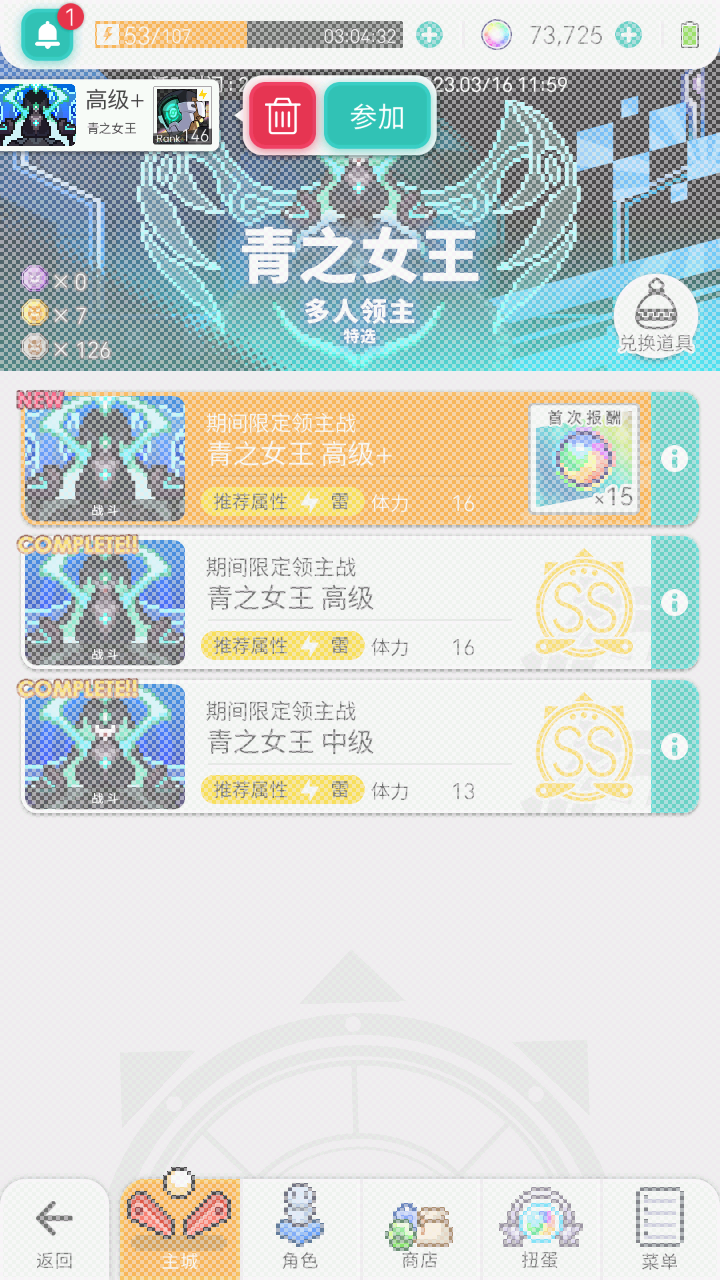 1
53/107
03:04:32
73,725
23.03/16 11:59
高级+
青之女王
Rank 146
参加
青之女王
多人领主
特选
×0
×7
×126
兑换道具
NEW
期间限定领主战
青之女王 高级+
战斗
推荐属性 雷 体力 16
首次报酬
×15
COMPLETE!!
期间限定领主战
青之女王 高级
战斗
推荐属性 雷 体力 16
SS
COMPLETE!!
期间限定领主战
青之女王 中级
战斗
推荐属性 雷 体力 13
SS
返回
主城
角色
商店
扭蛋
菜单